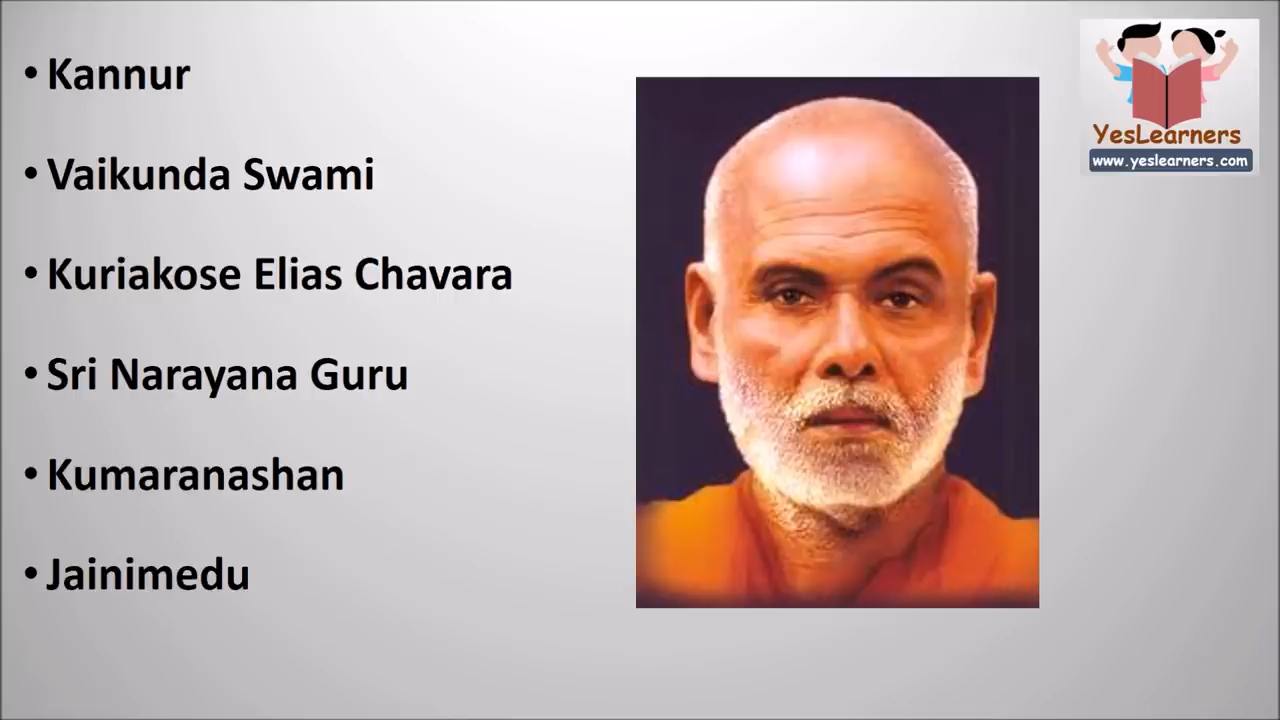 • Kannur
• Vaikunda Swami
• Kuriakose Elias Chavara
• Sri Narayana Guru
• Kumaranashan
• Jainimedu
YesLearners
www.yeslearners.com